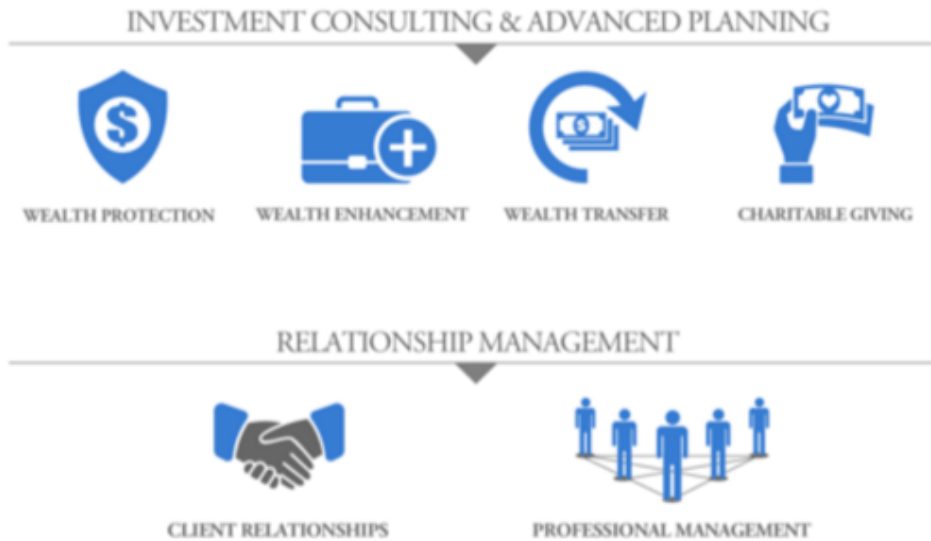 INVESTMENT CONSULTING & ADVANCED PLANNING
$
$
WEALTH PROTECTION WEALTH ENHANCEMENT WEALTH TRANSFER CHARITABLE GIVING
RELATIONSHIP MANAGEMENT
CLIENT RELATIONSHIPS PROFESSIONAL MANAGEMENT